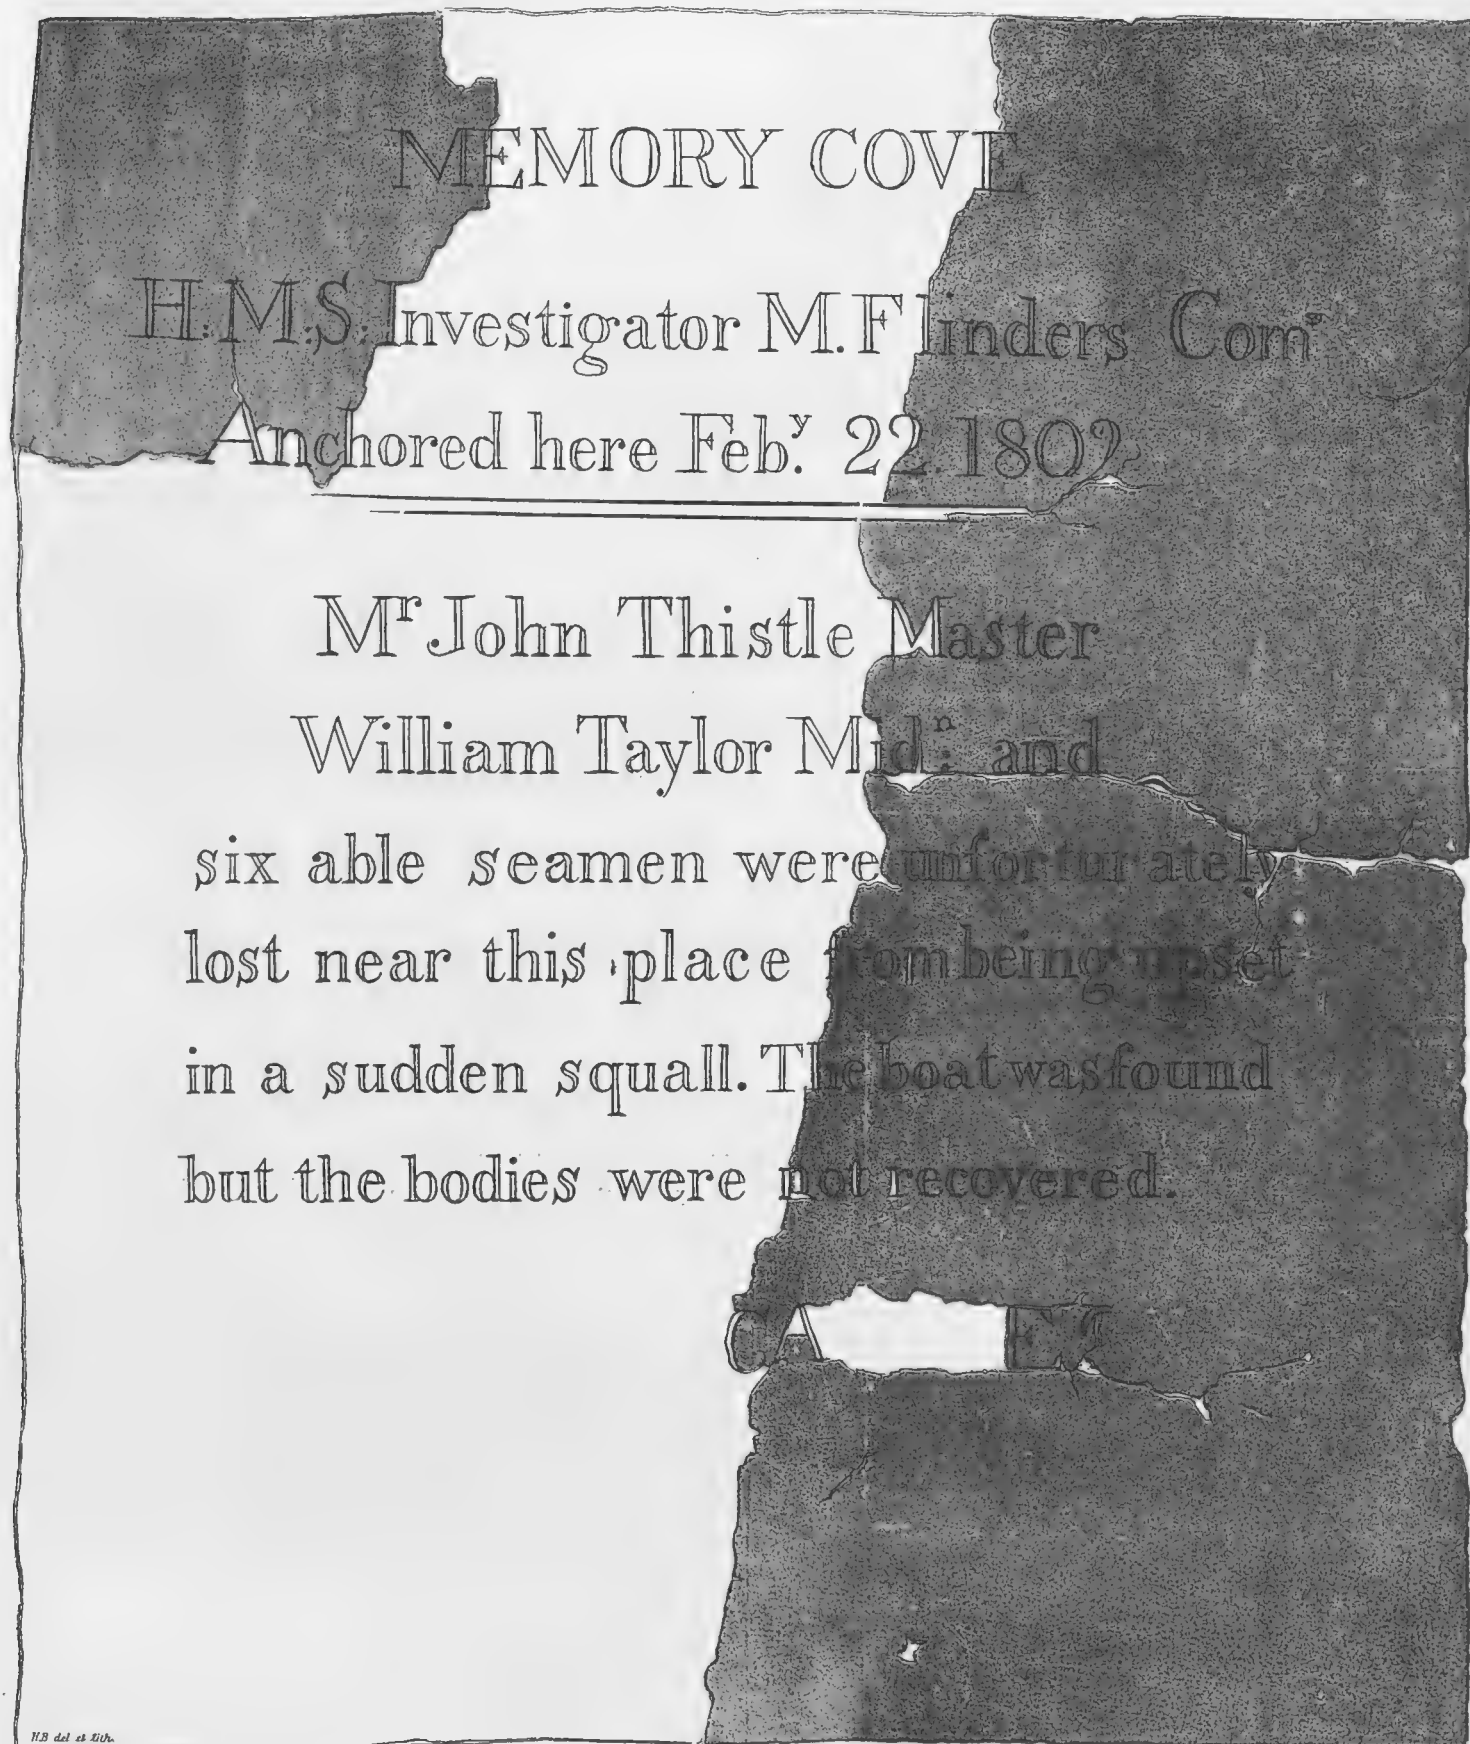 MEMORY COVE
H.M.S. Investigator M. Flinders Comr
Anchored here Feby. 22. 1802
Mr John Thistle Master
William Taylor Midn: and
six able seamen were unfortunately
lost near this place from being upset
in a sudden squall. The boat was found
but the bodies were not recovered.
H.B del et lith.